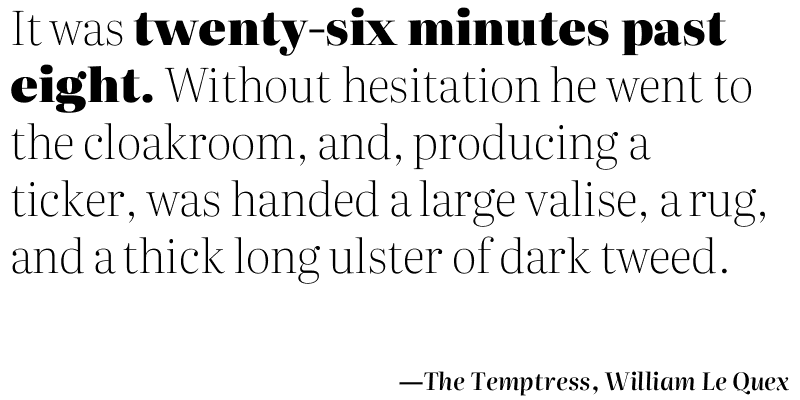 It was twenty-six minutes past
eight. Without hesitation he went to
the cloakroom, and, producing a
ticker, was handed a large valise, a rug,
and a thick long ulster of dark tweed.
—The Temptress, William Le Quex